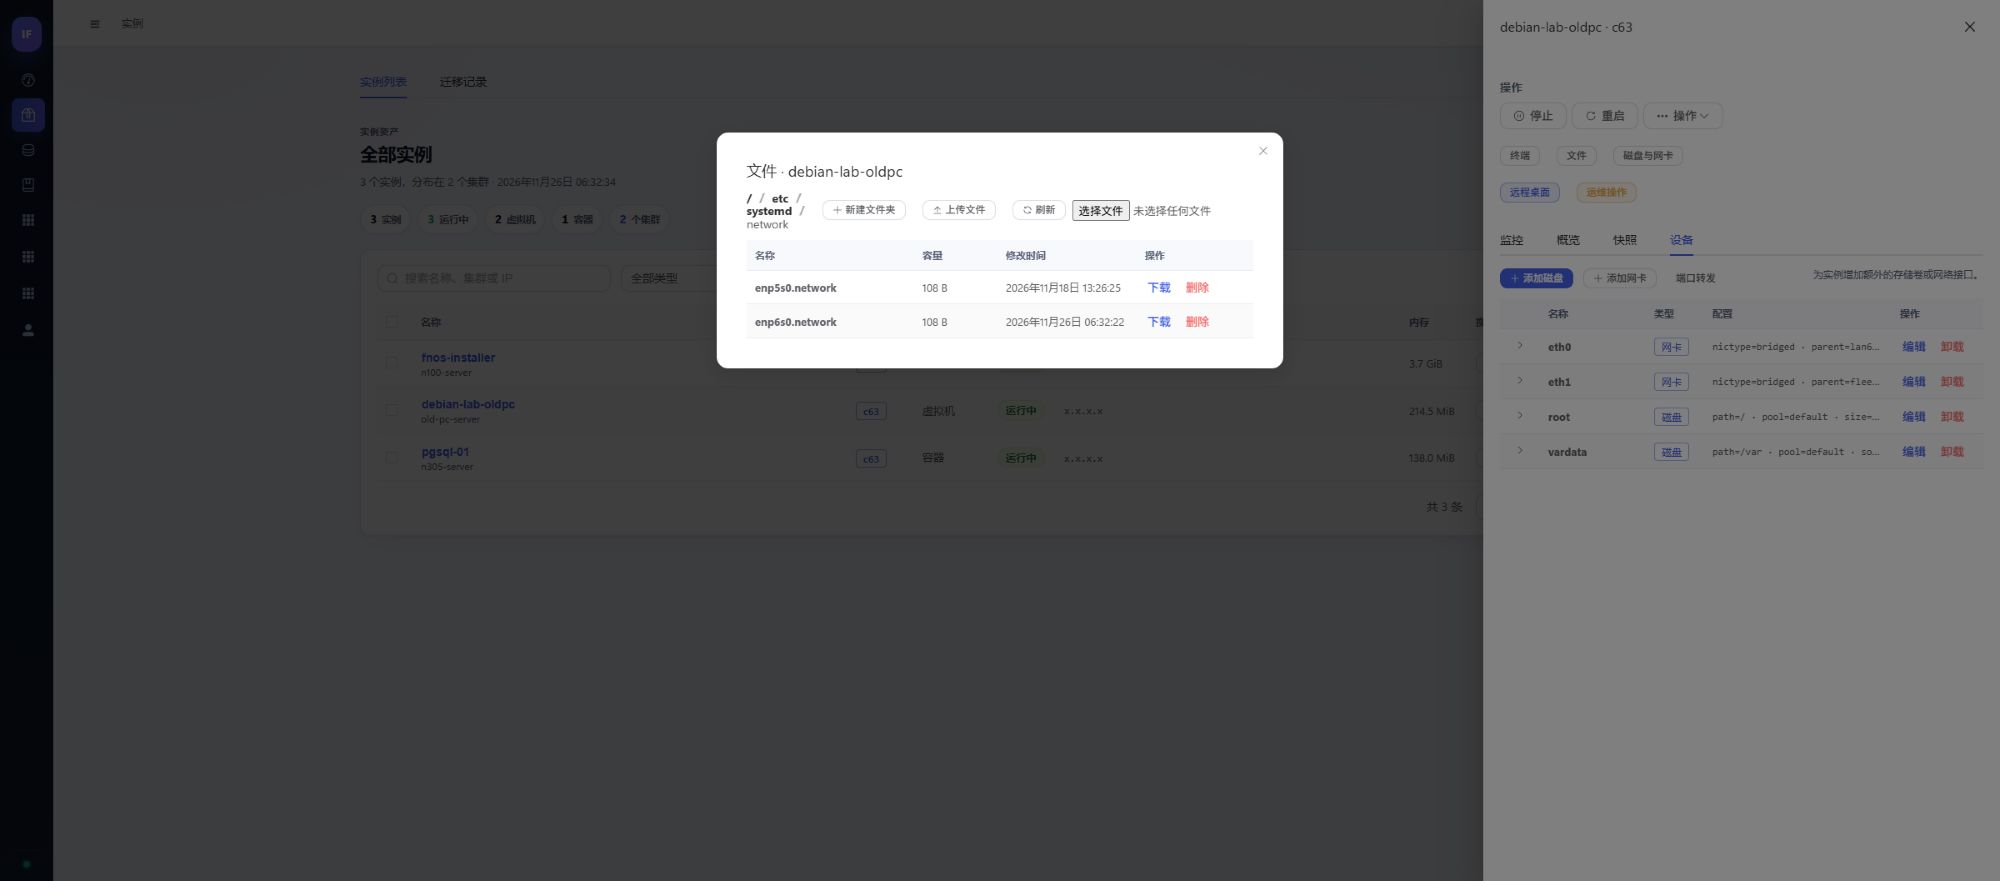 IF
实例
实例列表
迁移记录
实例资产
全部实例
3 个实例，分布在 2 个集群 · 2026年11月26日 06:32:34
3 实例
3 运行中
2 虚拟机
1 容器
2 个集群
搜索名称、集群或 IP
全部类型
名称
内存
fnos-installer
n100-server
3.7 GiB
debian-lab-oldpc
old-pc-server
c63
虚拟机
运行中
x.x.x.x
214.5 MiB
pgsql-01
n305-server
c63
容器
运行中
x.x.x.x
138.0 MiB
共 3 条
文件 · debian-lab-oldpc
/ / etc /
systemd /
network
新建文件夹
上传文件
刷新
选择文件 未选择任何文件
名称 容量 修改时间 操作
enp5s0.network 108 B 2026年11月18日 13:26:25 下载 删除
enp6s0.network 108 B 2026年11月26日 06:32:22 下载 删除
debian-lab-oldpc · c63
操作
停止
重启
操作
终端
文件
磁盘与网卡
远程桌面
运维操作
监控
概览
快照
设备
+ 添加磁盘
+ 添加网卡
端口转发
为实例增加额外的存储卷或网络接口。
名称 类型 配置 操作
eth0 网卡 nictype=bridged · parent=lan6... 编辑 卸载
eth1 网卡 nictype=bridged · parent=flee... 编辑 卸载
root 磁盘 path=/ · pool=default · size=... 编辑 卸载
vardata 磁盘 path=/var · pool=default · so... 编辑 卸载